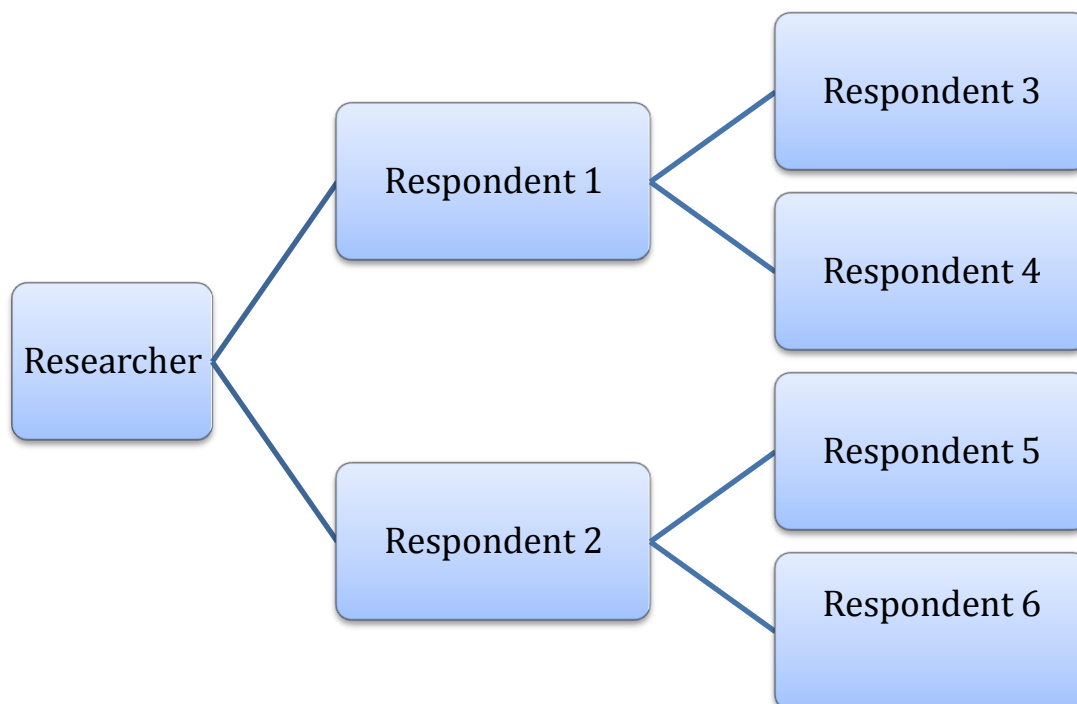 Researcher
Respondent 1
Respondent 2
Respondent 3
Respondent 4
Respondent 5
Respondent 6